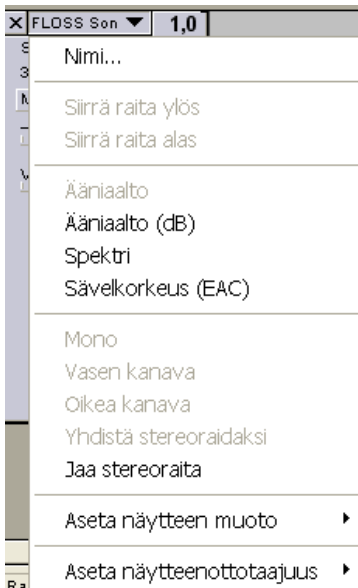 FLOSS Son 1,0
Nimi...
Siirrä raita ylös
Siirrä raita alas
Ääniaalto
Ääniaalto (dB)
Spektri
Sävelkorkeus (EAC)
Mono
Vasen kanava
Oikea kanava
Yhdistä stereoraidaksi
Jaa stereoraita
Aseta näytteen muoto
Aseta näytteenottotaajuus